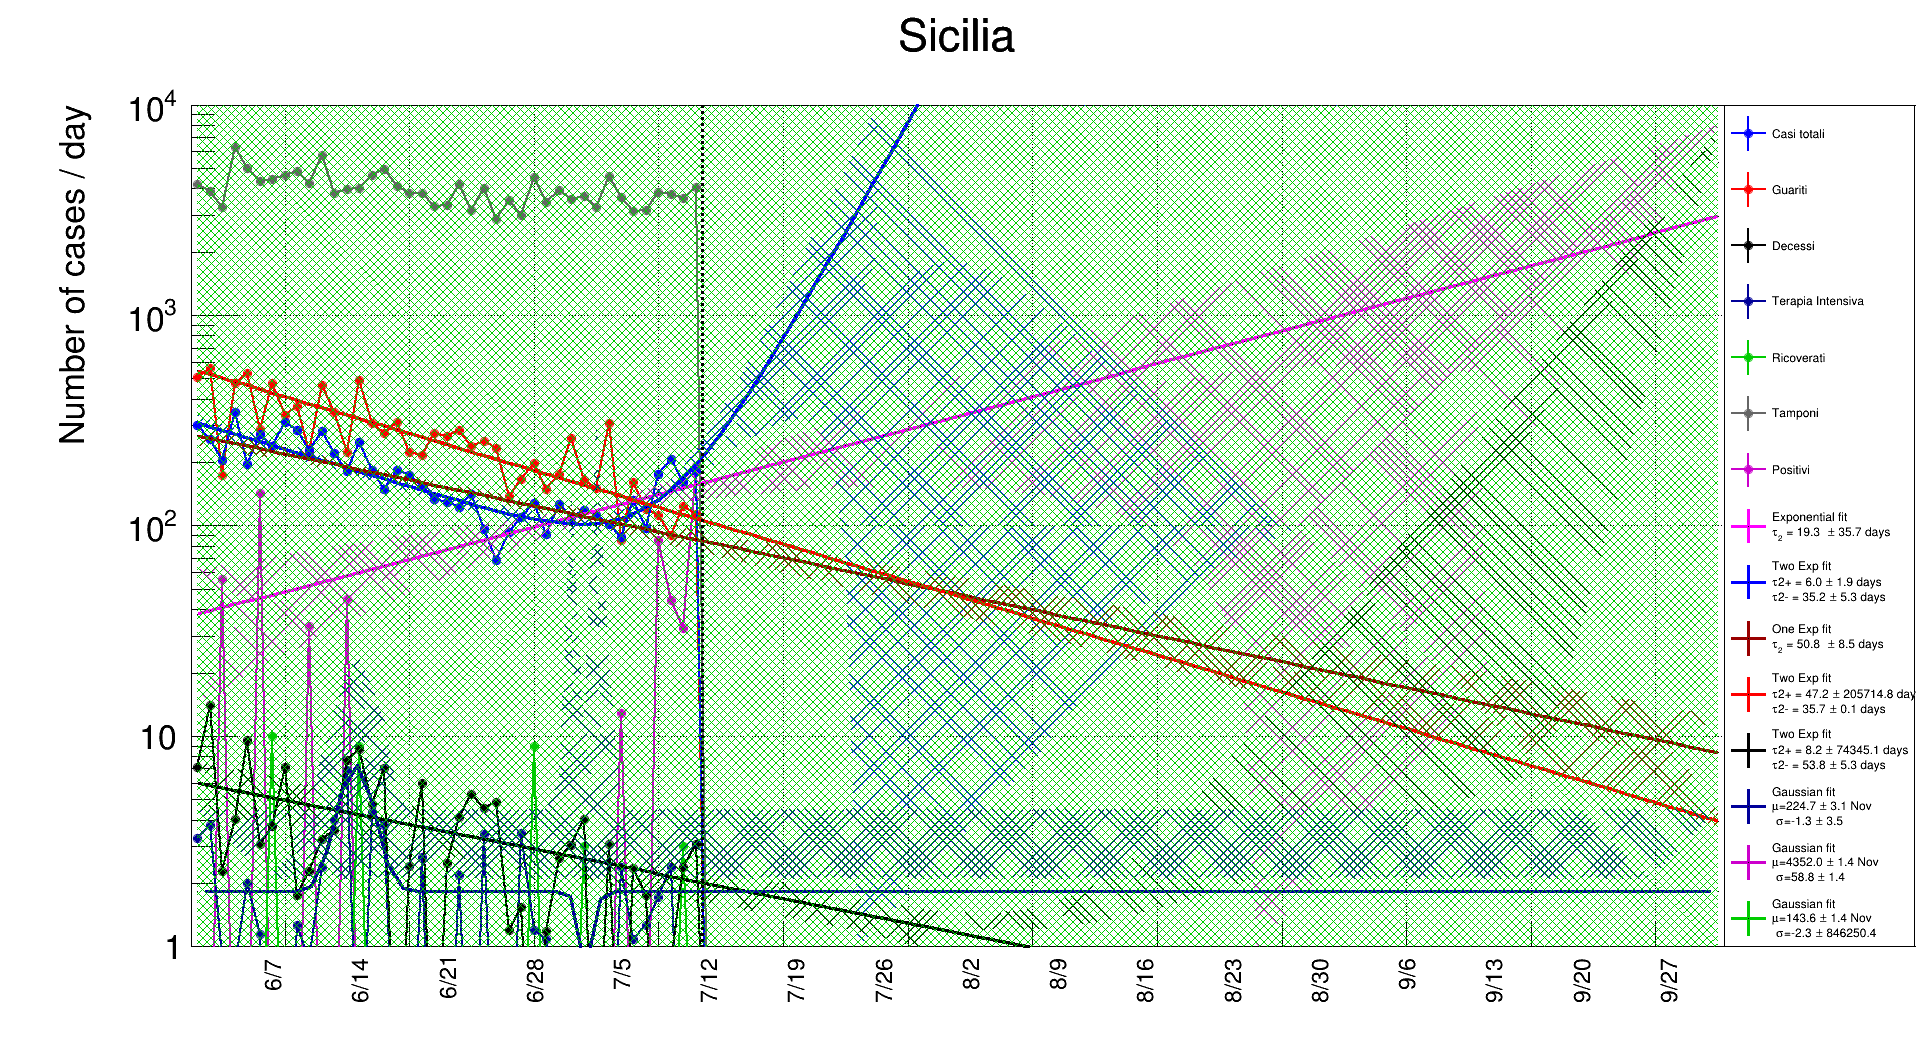 Sicilia
Number of cases / day
10^4
10^3
10^2
10
1
6/7
6/14
6/21
6/28
7/5
7/12
7/19
7/26
8/2
8/9
8/16
8/23
8/30
9/6
9/13
9/20
9/27
Casi totali
Guariti
Decessi
Terapia Intensiva
Ricoverati
Tamponi
Positivi
Exponential fit
τ₂ = 19.3 ± 35.7 days
Two Exp fit
τ2+ = 6.0 ± 1.9 days
τ2- = 35.2 ± 5.3 days
One Exp fit
τ₂ = 50.8 ± 8.5 days
Two Exp fit
τ2+ = 47.2 ± 205714.8 day
τ2- = 35.7 ± 0.1 days
Two Exp fit
τ2+ = 8.2 ± 74345.1 days
τ2- = 53.8 ± 5.3 days
Gaussian fit
μ=224.7 ± 3.1 Nov
σ=-1.3 ± 3.5
Gaussian fit
μ=4352.0 ± 1.4 Nov
σ=58.8 ± 1.4
Gaussian fit
μ=143.6 ± 1.4 Nov
σ=-2.3 ± 846250.4